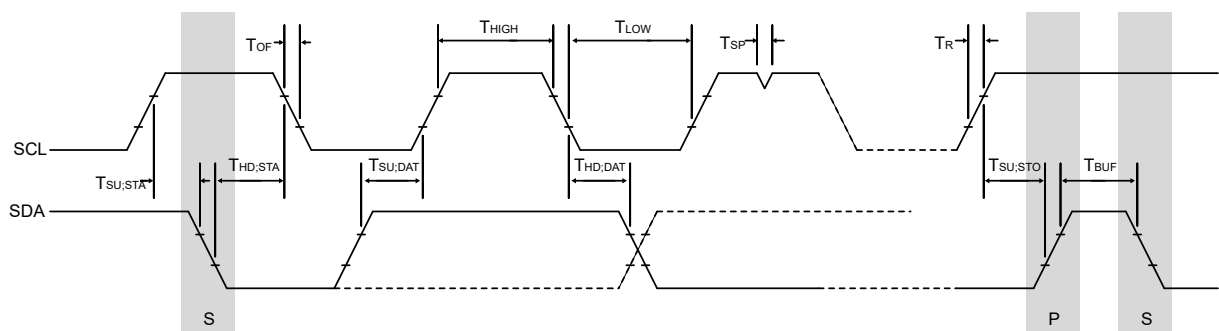 THIGH
TLOW
TOF
TSP
TR
SCL
TSU;STA
THD;STA
TSU;DAT
THD;DAT
TSU;STO
TBUF
SDA
S
P
S